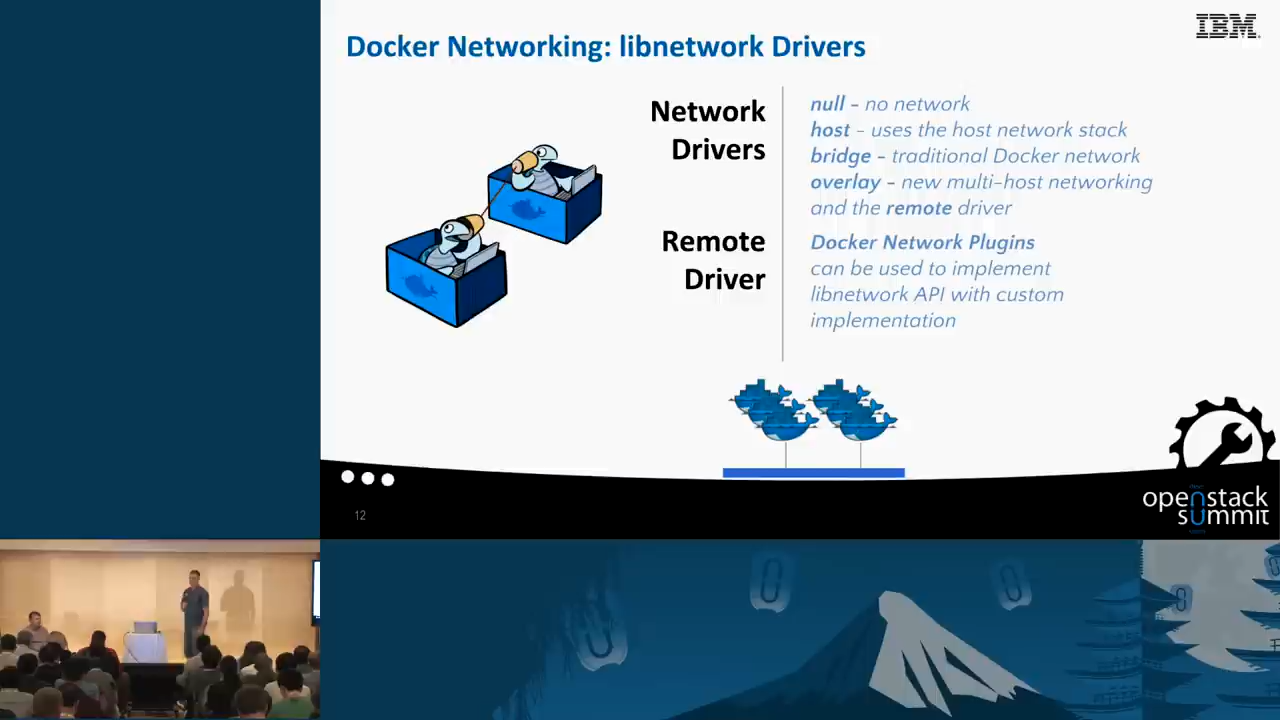 Docker Networking: libnetwork Drivers
IBM
Network
Drivers
null - no network
host - uses the host network stack
bridge - traditional Docker network
overlay - new multi-host networking
and the remote driver
Remote
Driver
Docker Network Plugins
can be used to implement
libnetwork API with custom
implementation
12
openstack
summit